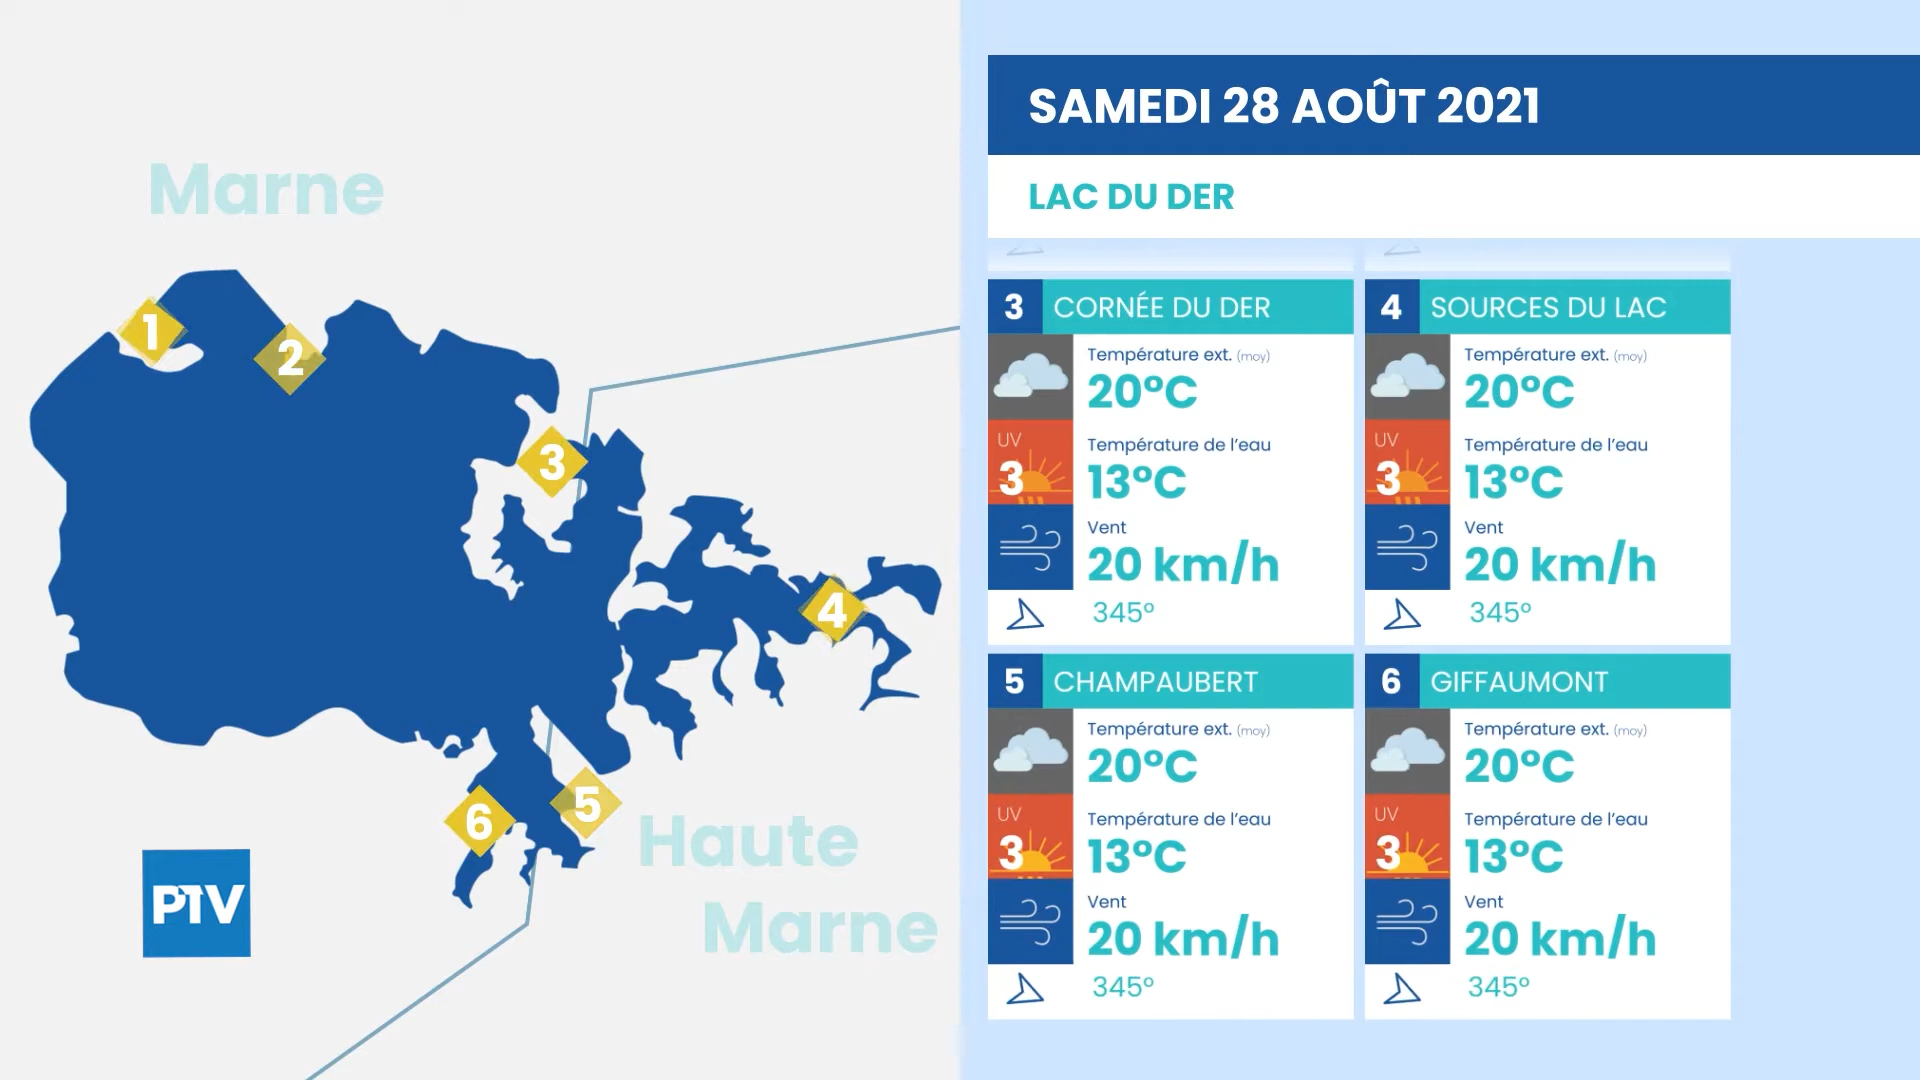 Marne
1
2
3
4
5
6
Haute
Marne
PTV
SAMEDI 28 AOÛT 2021
LAC DU DER
3 CORNÉE DU DER
Température ext. (moy)
20°C
UV
3
Température de l'eau
13°C
Vent
20 km/h
345°
4 SOURCES DU LAC
Température ext. (moy)
20°C
UV
3
Température de l'eau
13°C
Vent
20 km/h
345°
5 CHAMPAUBERT
Température ext. (moy)
20°C
UV
3
Température de l'eau
13°C
Vent
20 km/h
345°
6 GIFFAUMONT
Température ext. (moy)
20°C
UV
3
Température de l'eau
13°C
Vent
20 km/h
345°